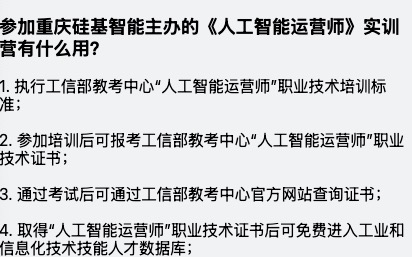 参加重庆硅基智能主办的《人工智能运营师》实训
营有什么用?
1. 执行工信部教考中心“人工智能运营师”职业技术培训标
准；
2. 参加培训后可报考工信部教考中心“人工智能运营师”职业
技术证书；
3. 通过考试后可通过工信部教考中心官方网站查询证书；
4. 取得“人工智能运营师”职业技术证书后可免费进入工业和
信息化技术技能人才数据库；